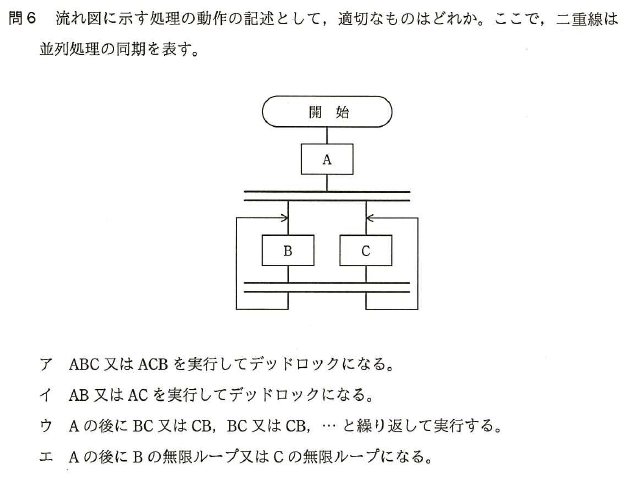 問6 流れ図に示す処理の動作の記述として，適切なものはどれか。ここで，二重線は
並列処理の同期を表す。
開 始
A
B
C
ア ABC 又は ACB を実行してデッドロックになる。
イ AB 又は AC を実行してデッドロックになる。
ウ A の後に BC 又は CB，BC 又は CB，… と繰り返して実行する。
エ A の後に B の無限ループ又は C の無限ループになる。